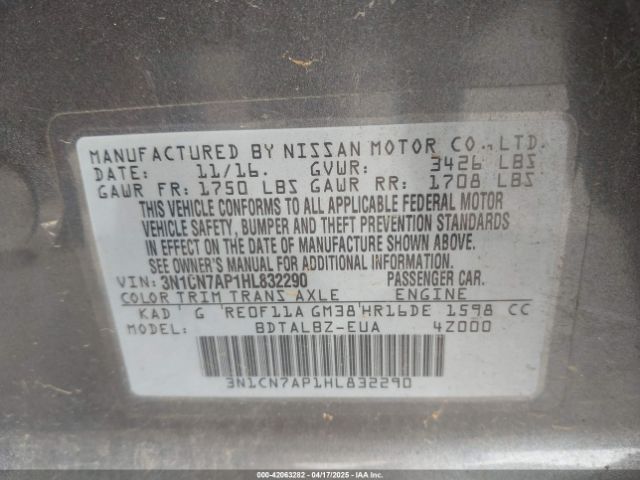 MANUFACTURED BY NISSAN MOTOR CO., LTD.
DATE: 11/16. GVWR: 3426 LBS
GAWR FR: 1750 LBS GAWR RR: 1708 LBS
THIS VEHICLE CONFORMS TO ALL APPLICABLE FEDERAL MOTOR
VEHICLE SAFETY, BUMPER AND THEFT PREVENTION STANDARDS
IN EFFECT ON THE DATE OF MANUFACTURE SHOWN ABOVE.
SEE OWNER'S MANUAL FOR ADDITIONAL INFORMATION.
VIN: 3N1CN7AP1HL832290 PASSENGER CAR.
COLOR TRIM TRANS AXLE ENGINE
KAD G RE0F11A GM38 HR16DE 1598 CC
MODEL: BDTALBZ-EUA 4Z000
3N1CN7AP1HL832290
000-42063282 - 04/17/2025 - IAA, Inc.